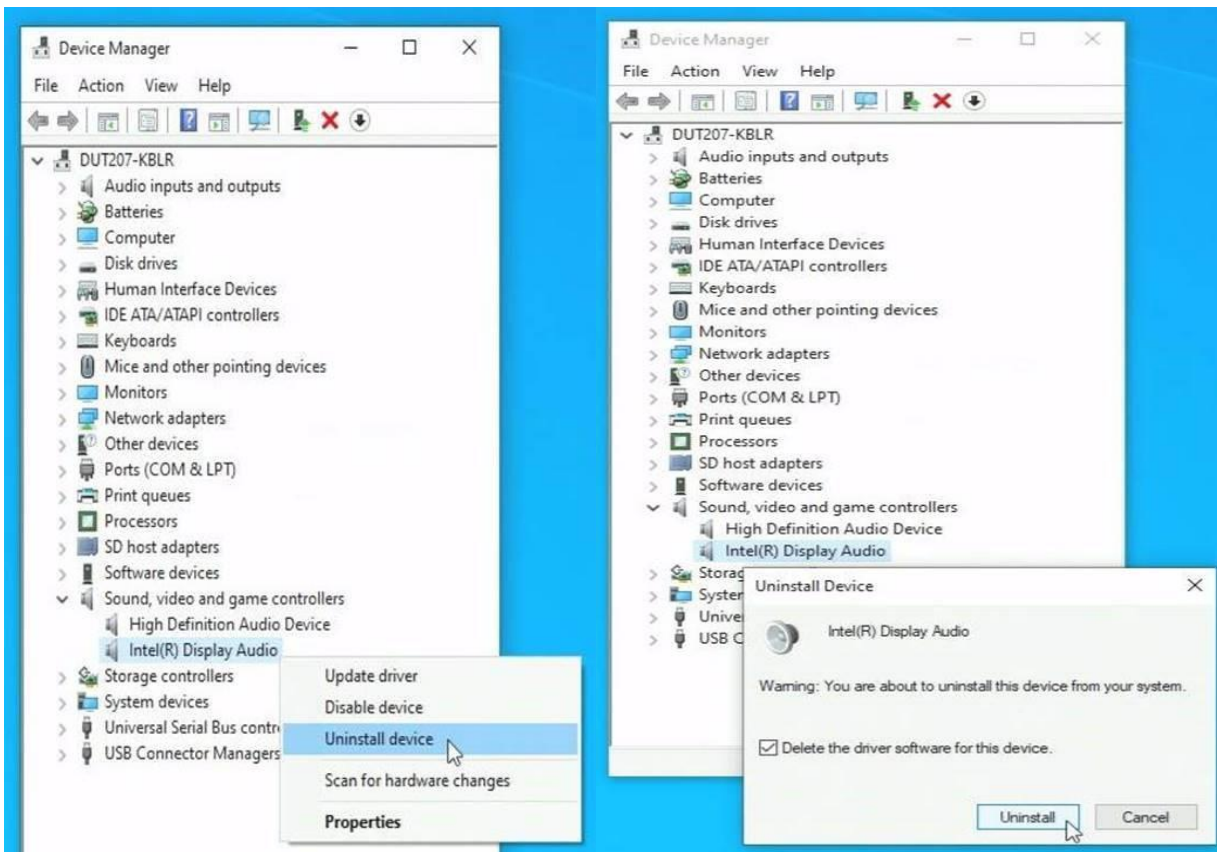 Device Manager
File Action View Help
DUT207-KBLR
Audio inputs and outputs
Batteries
Computer
Disk drives
Human Interface Devices
IDE ATA/ATAPI controllers
Keyboards
Mice and other pointing devices
Monitors
Network adapters
Other devices
Ports (COM & LPT)
Print queues
Processors
SD host adapters
Software devices
Sound, video and game controllers
High Definition Audio Device
Intel(R) Display Audio
Storage controllers
System devices
Universal Serial Bus contr
USB Connector Managers
Update driver
Disable device
Uninstall device
Scan for hardware changes
Properties
Device Manager
File Action View Help
DUT207-KBLR
Audio inputs and outputs
Batteries
Computer
Disk drives
Human Interface Devices
IDE ATA/ATAPI controllers
Keyboards
Mice and other pointing devices
Monitors
Network adapters
Other devices
Ports (COM & LPT)
Print queues
Processors
SD host adapters
Software devices
Sound, video and game controllers
High Definition Audio Device
Intel(R) Display Audio
Storag
System
Univer
USB C
Uninstall Device
Intel(R) Display Audio
Warning: You are about to uninstall this device from your system.
Delete the driver software for this device.
Uninstall Cancel